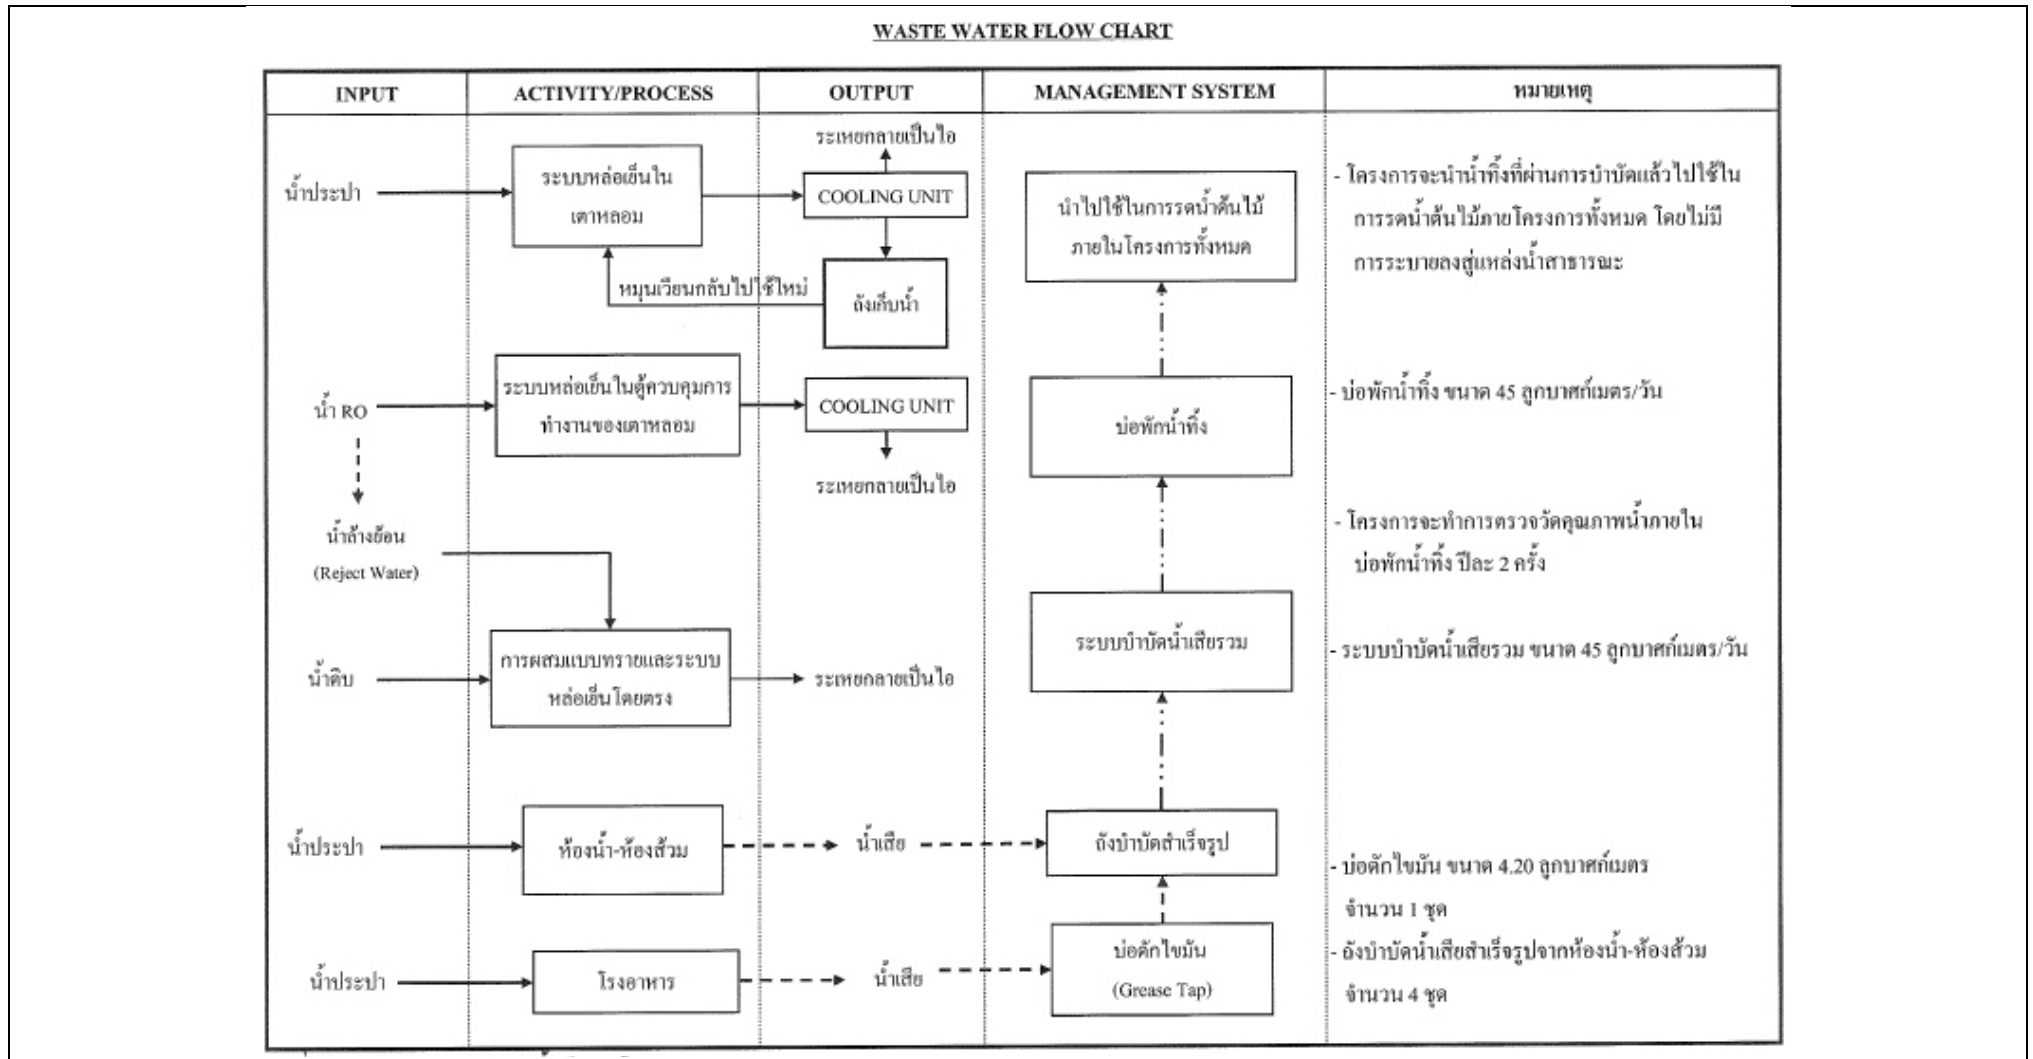 WASTE WATER FLOW CHART
INPUT
ACTIVITY/PROCESS
OUTPUT
MANAGEMENT SYSTEM
หมายเหตุ
น้ำประปา
ระบบหล่อเย็นใน
เตาหลอม
ระเหยกลายเป็นไอ
COOLING UNIT
ถังเก็บน้ำ
หมุนเวียนกลับไปใช้ใหม่
นำไปใช้ในการรดน้ำต้นไม้
ภายในโครงการทั้งหมด
- โครงการจะนำน้ำทิ้งที่ผ่านการบำบัดแล้วไปใช้ใน
การรดน้ำต้นไม้ภายโครงการทั้งหมด โดยไม่มี
การระบายลงสู่แหล่งน้ำสาธารณะ
น้ำ RO
ระบบหล่อเย็นในตู้ควบคุมการ
ทำงานของเตาหลอม
COOLING UNIT
ระเหยกลายเป็นไอ
บ่อพักน้ำทิ้ง
- บ่อพักน้ำทิ้ง ขนาด 45 ลูกบาศก์เมตร/วัน
น้ำล้างย้อน
(Reject Water)
- โครงการจะทำการตรวจวัดคุณภาพน้ำภายใน
บ่อพักน้ำทิ้ง ปีละ 2 ครั้ง
น้ำดิบ
การผสมแบบทรายและระบบ
หล่อเย็นโดยตรง
ระเหยกลายเป็นไอ
ระบบบำบัดน้ำเสียรวม
- ระบบบำบัดน้ำเสียรวม ขนาด 45 ลูกบาศก์เมตร/วัน
น้ำประปา
ห้องน้ำ-ห้องส้วม
น้ำเสีย
ถังบำบัดสำเร็จรูป
- บ่อดักไขมัน ขนาด 4.20 ลูกบาศก์เมตร
จำนวน 1 ชุด
น้ำประปา
โรงอาหาร
น้ำเสีย
บ่อดักไขมัน
(Grease Tap)
- ถังบำบัดน้ำเสียสำเร็จรูปจากห้องน้ำ-ห้องส้วม
จำนวน 4 ชุด